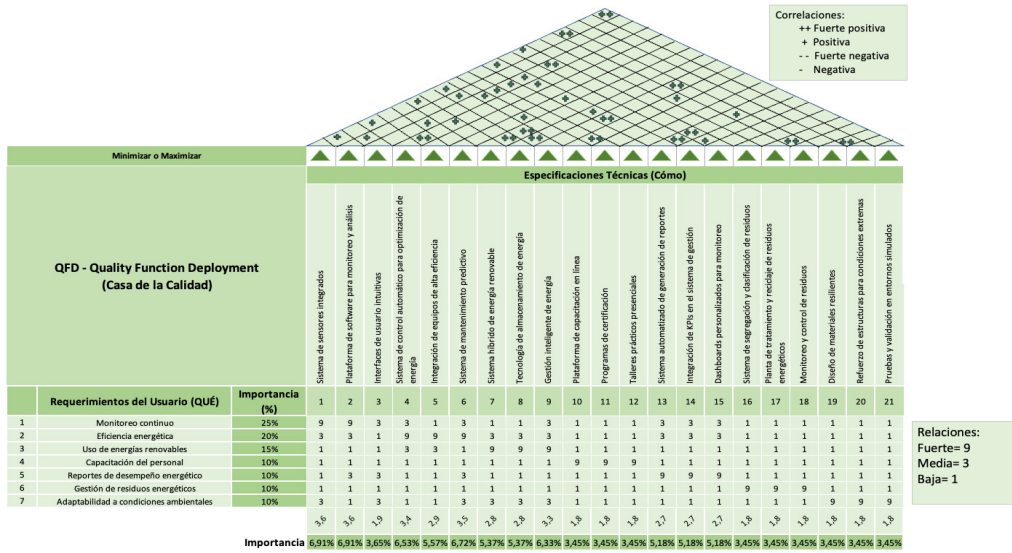 Correlaciones:
++ Fuerte positiva
+ Positiva
- - Fuerte negativa
- Negativa
Minimizar o Maximizar
Especificaciones Técnicas (Cómo)
QFD - Quality Function Deployment
(Casa de la Calidad)
Sistema de sensores integrados
Plataforma de software para monitoreo y análisis
Interfaces de usuario intuitivas
Sistema de control automático para optimización de
energía
Integración de equipos de alta eficiencia
Sistema de mantenimiento predictivo
Sistema híbrido de energía renovable
Tecnología de almacenamiento de energía
Gestión inteligente de energía
Plataforma de capacitación en línea
Programas de certificación
Talleres prácticos presenciales
Sistema automatizado de generación de reportes
Integración de KPIs en el sistema de gestión
Dashboards personalizados para monitoreo
Sistema de segregación y clasificación de residuos
Planta de tratamiento y reciclaje de residuos
energéticos
Monitoreo y control de residuos
Diseño de materiales resilientes
Refuerzo de estructuras para condiciones extremas
Pruebas y validación en entornos simulados
Requerimientos del Usuario (QUÉ) Importancia
(%) 1 2 3 4 5 6 7 8 9 10 11 12 13 14 15 16 17 18 19 20 21
1 Monitoreo continuo 25% 9 9 3 3 1 3 1 1 3 1 1 1 3 3 3 1 1 1 1 1 1
2 Eficiencia energética 20% 3 3 1 9 9 9 3 3 3 1 1 1 3 3 3 1 1 1 1 1 1
3 Uso de energías renovables 15% 1 1 1 3 3 1 9 9 9 1 1 1 1 1 1 1 1 1 1 1 1
4 Capacitación del personal 10% 1 1 1 1 1 1 1 1 1 9 9 9 1 1 1 1 1 1 1 1 1
5 Reportes de desempeño energético 10% 1 3 3 1 1 3 1 1 1 1 1 1 9 9 9 1 1 1 1 1 1
6 Gestión de residuos energéticos 10% 1 1 1 1 1 1 1 1 1 1 1 1 1 1 1 9 9 9 1 1 1
7 Adaptabilidad a condiciones ambientales 10% 3 1 3 1 1 3 3 3 3 1 1 1 1 1 1 1 1 1 9 9 9
3,6 3,6 1,9 3,4 2,9 3,5 2,8 2,8 3,3 1,8 1,8 1,8 2,7 2,7 2,7 1,8 1,8 1,8 1,8 1,8 1,8
Importancia 6,91% 6,91% 3,65% 6,53% 5,57% 6,72% 5,37% 5,37% 6,33% 3,45% 3,45% 3,45% 5,18% 5,18% 5,18% 3,45% 3,45% 3,45% 3,45% 3,45% 3,45%
Relaciones:
Fuerte= 9
Media= 3
Baja= 1